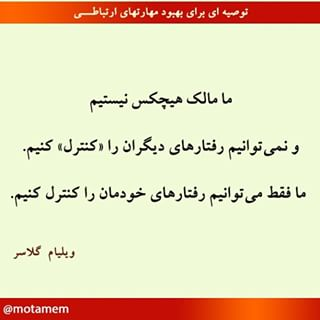 توصیه ای برای بهبود مهارتهای ارتباطــــی
ما مالک هیچکس نیستیم
و نمی‌توانیم رفتارهای دیگران را «کنترل» کنیم.
ما فقط می‌توانیم رفتارهای خودمان را کنترل کنیم.
ویلیام گلاسر
@motamem